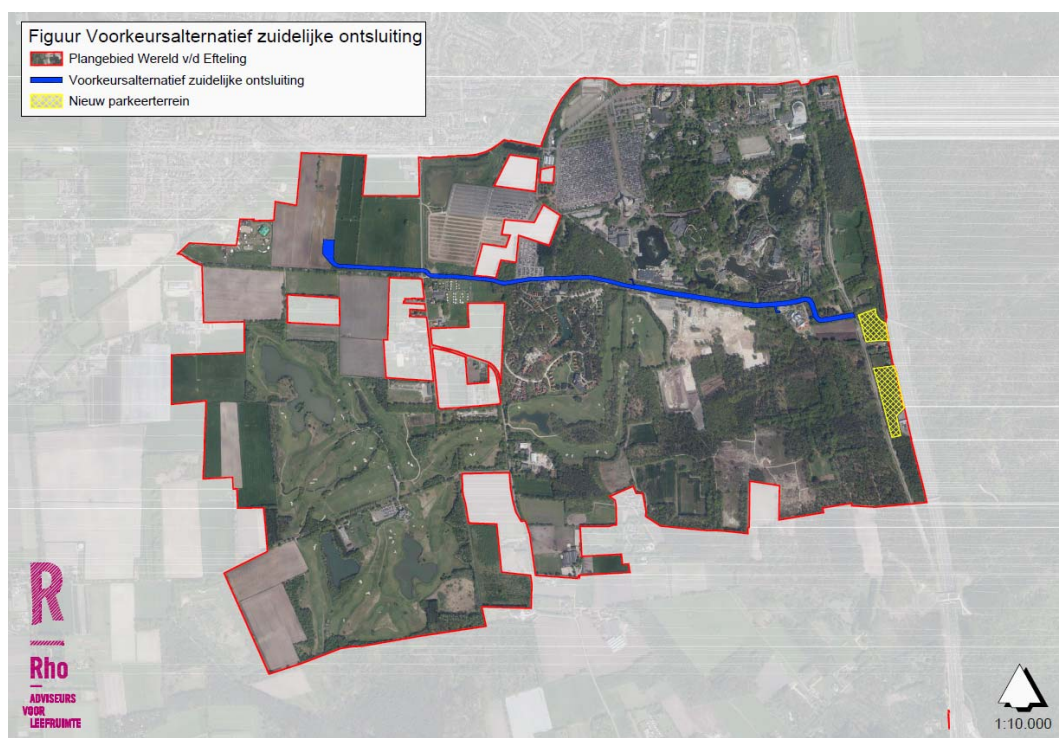 Figuur Voorkeursalternatief zuidelijke ontsluiting
Plangebied Wereld v/d Efteling
Voorkeursalternatief zuidelijke ontsluiting
Nieuw parkeerterrein
R
Rho
ADVISEURS
VOOR
LEEFRUIMTE
1:10.000